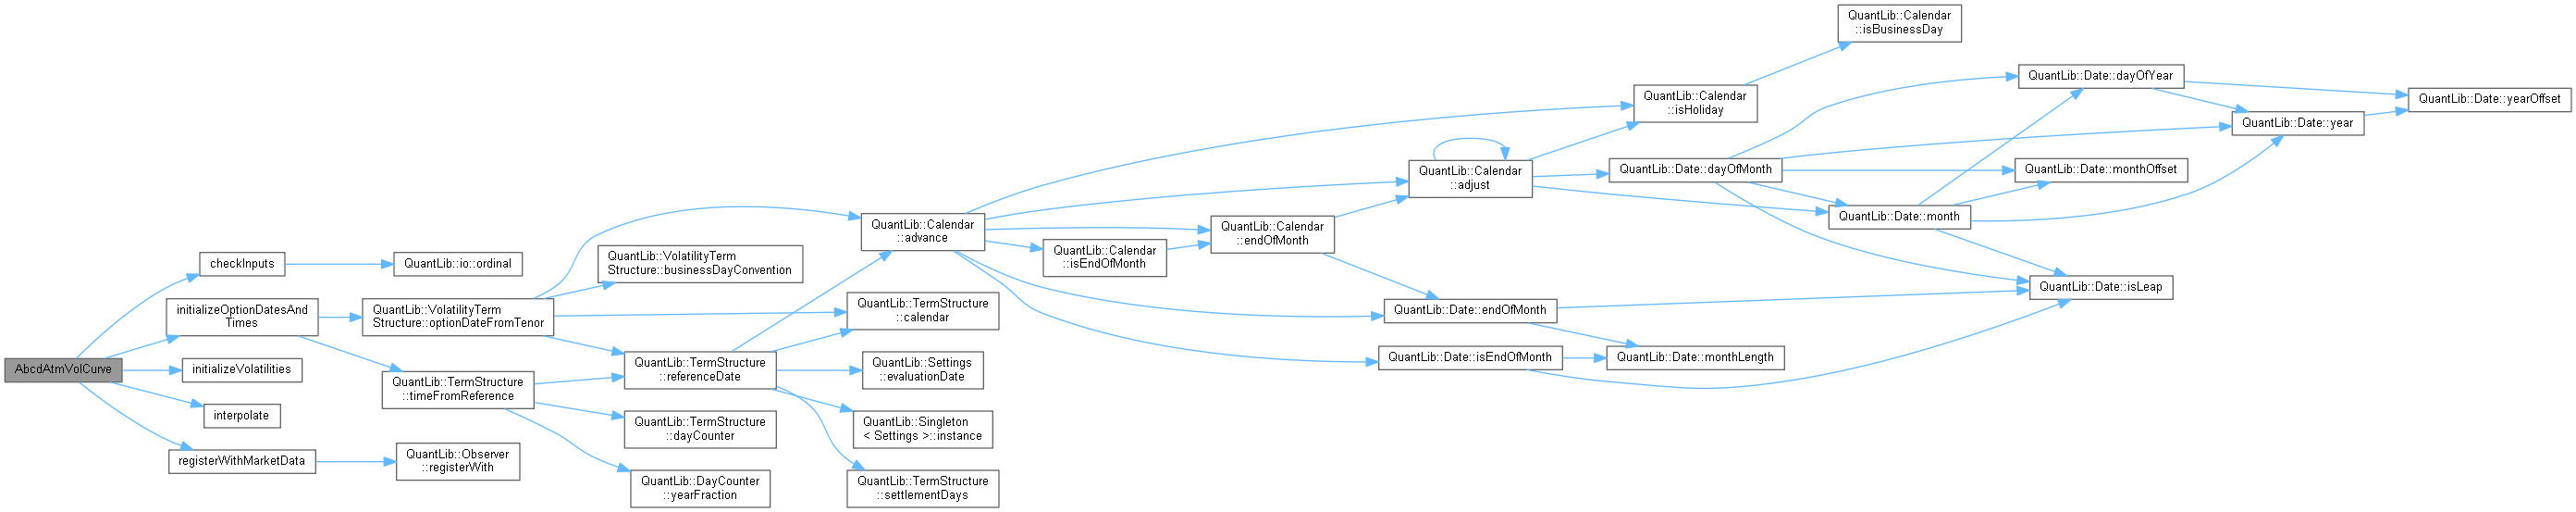 AbcdAtmVolCurve
checkInputs
QuantLib::io::ordinal
initializeOptionDatesAnd
Times
QuantLib::VolatilityTerm
Structure::optionDateFromTenor
initializeVolatilities
interpolate
registerWithMarketData
QuantLib::Observer
::registerWith
QuantLib::TermStructure
::timeFromReference
QuantLib::VolatilityTerm
Structure::businessDayConvention
QuantLib::TermStructure
::referenceDate
QuantLib::TermStructure
::dayCounter
QuantLib::DayCounter
::yearFraction
QuantLib::Calendar
::advance
QuantLib::TermStructure
::calendar
QuantLib::Settings
::evaluationDate
QuantLib::Singleton
< Settings >::instance
QuantLib::TermStructure
::settlementDays
QuantLib::Calendar
::isEndOfMonth
QuantLib::Calendar
::endOfMonth
QuantLib::Calendar
::adjust
QuantLib::Date::endOfMonth
QuantLib::Date::isEndOfMonth
QuantLib::Calendar
::isHoliday
QuantLib::Date::dayOfMonth
QuantLib::Date::monthLength
QuantLib::Calendar
::isBusinessDay
QuantLib::Date::month
QuantLib::Date::dayOfYear
QuantLib::Date::monthOffset
QuantLib::Date::isLeap
QuantLib::Date::year
QuantLib::Date::yearOffset